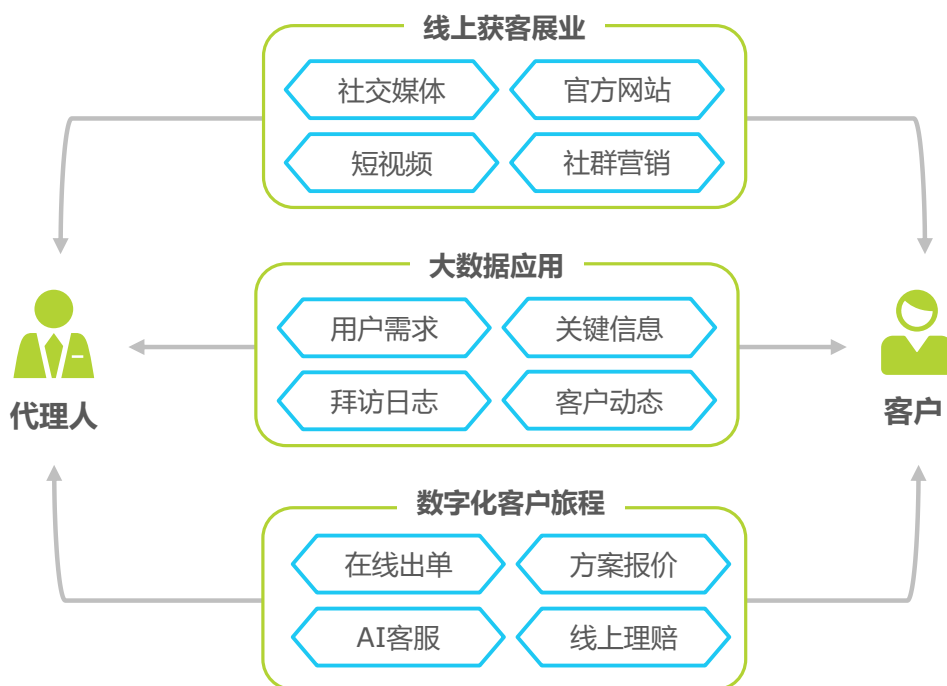 线上获客展业
社交媒体
官方网站
短视频
社群营销
大数据应用
用户需求
关键信息
拜访日志
客户动态
代理人
客户
数字化客户旅程
在线出单
方案报价
AI客服
线上理赔